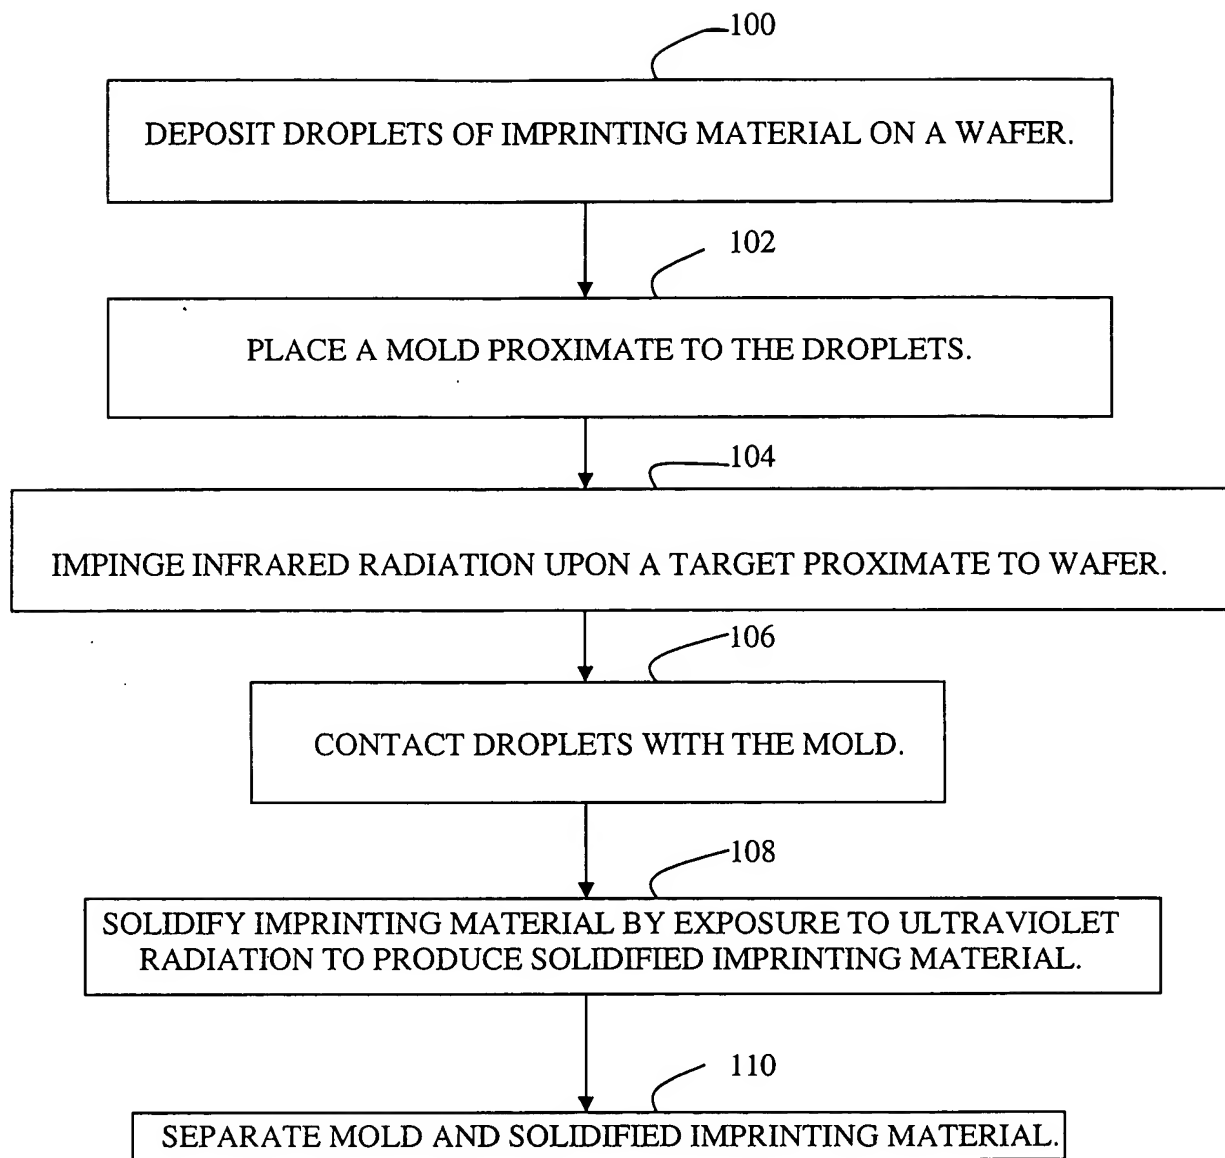 100
DEPOSIT DROPLETS OF IMPRINTING MATERIAL ON A WAFER.
102
PLACE A MOLD PROXIMATE TO THE DROPLETS.
104
IMPINGE INFRARED RADIATION UPON A TARGET PROXIMATE TO WAFER.
106
CONTACT DROPLETS WITH THE MOLD.
108
SOLIDIFY IMPRINTING MATERIAL BY EXPOSURE TO ULTRAVIOLET
RADIATION TO PRODUCE SOLIDIFIED IMPRINTING MATERIAL.
110
SEPARATE MOLD AND SOLIDIFIED IMPRINTING MATERIAL.